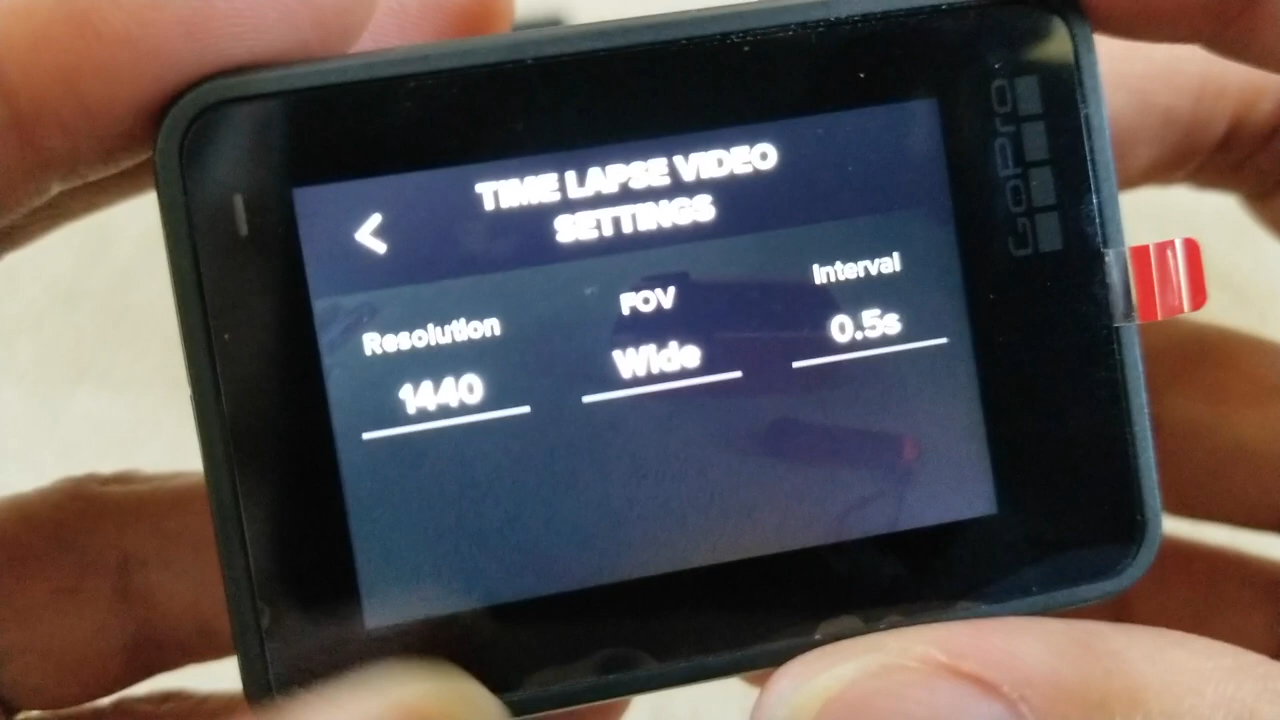 TIME LAPSE VIDEO
SETTINGS
Resolution
1440
FOV
Wide
Interval
0.5s
GoPro